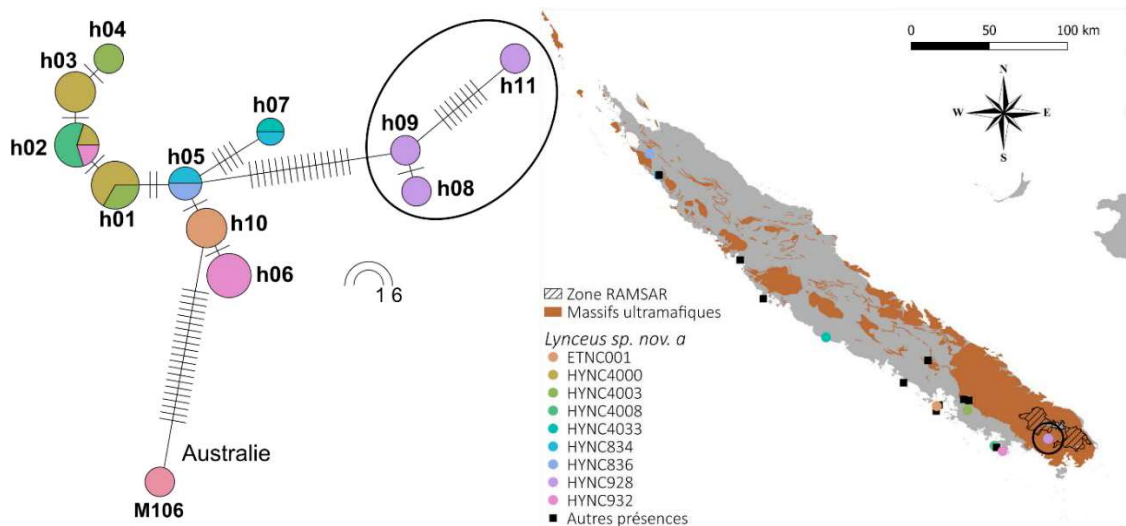 h04
h03
h02
h01
h07
h05
h10
h06
h09
h11
h08
1 6
Australie
M106
0 50 100 km
N
W E
S
Zone RAMSAR
Massifs ultramafiques
Lynceus sp. nov. a
ETNC001
HYNC4000
HYNC4003
HYNC4008
HYNC4033
HYNC834
HYNC836
HYNC928
HYNC932
Autres présences